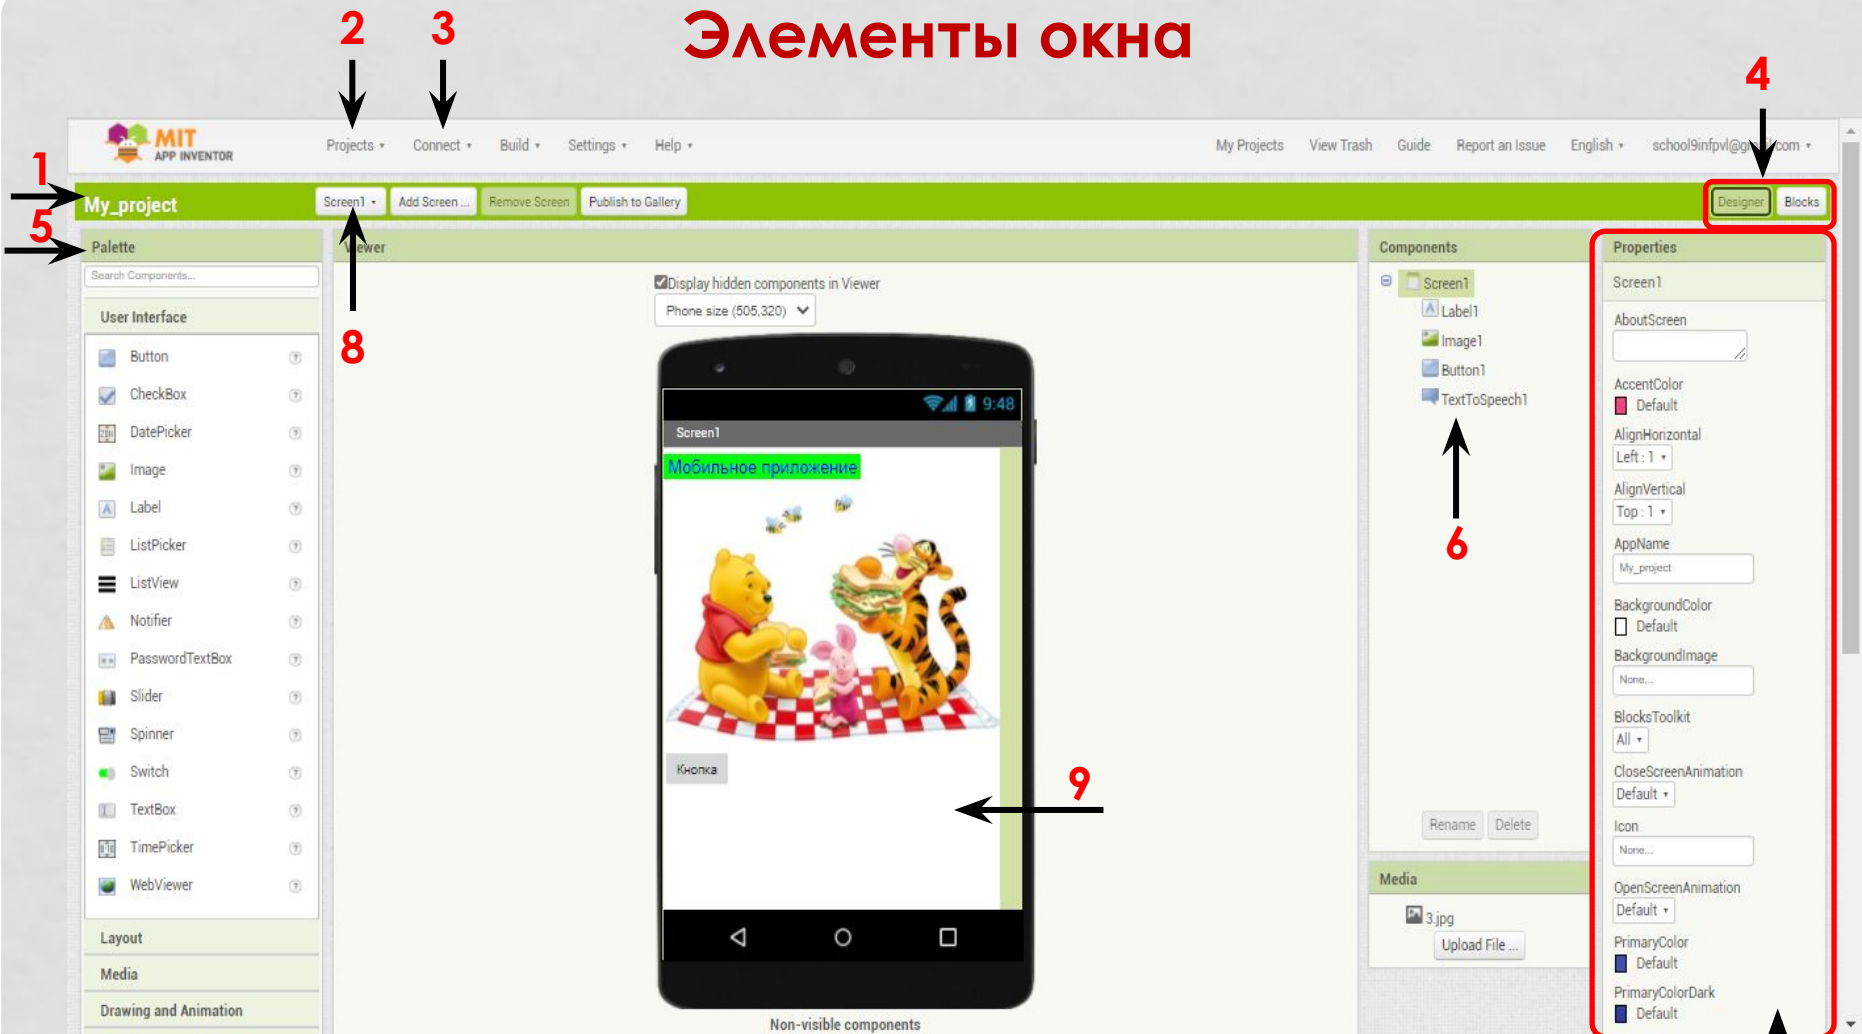 Элементы окна
2
3
4
MIT
APP INVENTOR
Projects
Connect
Build
Settings
Help
My Projects
View Trash
Guide
Report an Issue
English
1
My_project
Screen1
Add Screen ...
Remove Screen
Publish to Gallery
Designer
Blocks
5
Palette
Viewer
Components
Properties
Search Components...
Display hidden components in Viewer
Phone size (505,320)
8
User Interface
Button
CheckBox
DatePicker
Image
Label
ListPicker
ListView
Notifier
PasswordTextBox
Slider
Spinner
Switch
TextBox
TimePicker
WebViewer
Layout
Media
Drawing and Animation
9:48
Screen1
Мобильное приложение
Кнопка
9
Non-visible components
Screen1
Label1
Image1
Button1
TextToSpeech1
6
Rename
Delete
Media
3.jpg
Upload File ...
Screen1
AboutScreen
AccentColor
Default
AlignHorizontal
Left : 1
AlignVertical
Top : 1
AppName
My_project
BackgroundColor
Default
BackgroundImage
None...
BlocksToolkit
All
CloseScreenAnimation
Default
Icon
None...
OpenScreenAnimation
Default
PrimaryColor
Default
PrimaryColorDark
Default